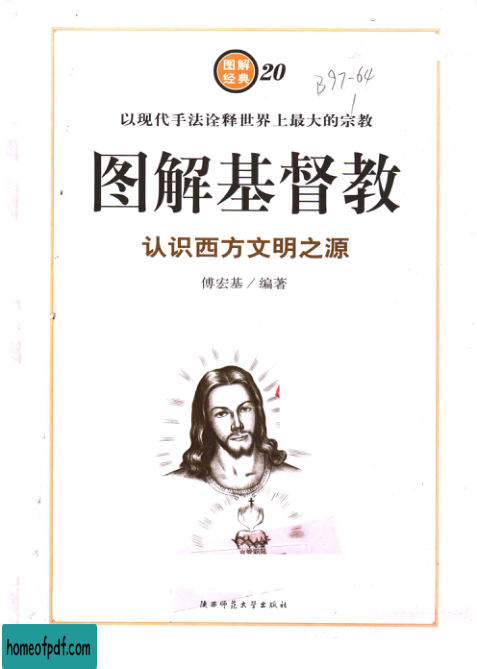 图解
经典 20
B97-64
1
以现代手法诠释世界上最大的宗教
图解基督教
认识西方文明之源
傅宏基／编著
陕西师范大学出版社
homeofpdf.com